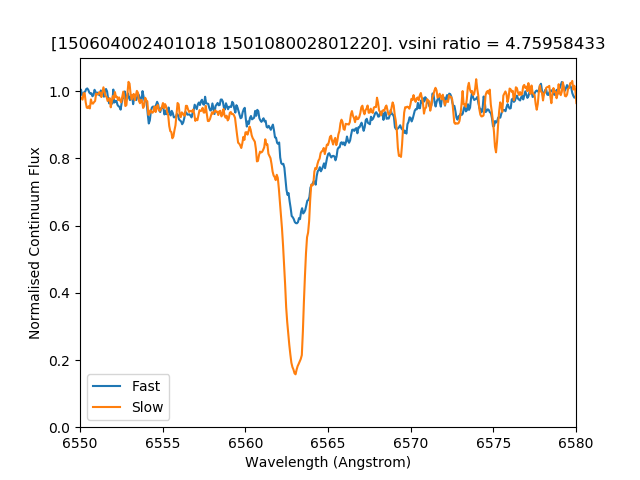 [150604002401018 150108002801220]. vsini ratio = 4.75958433
Normalised Continuum Flux
1.0
0.8
0.6
0.4
0.2
0.0
Fast
Slow
6550 6555 6560 6565 6570 6575 6580
Wavelength (Angstrom)